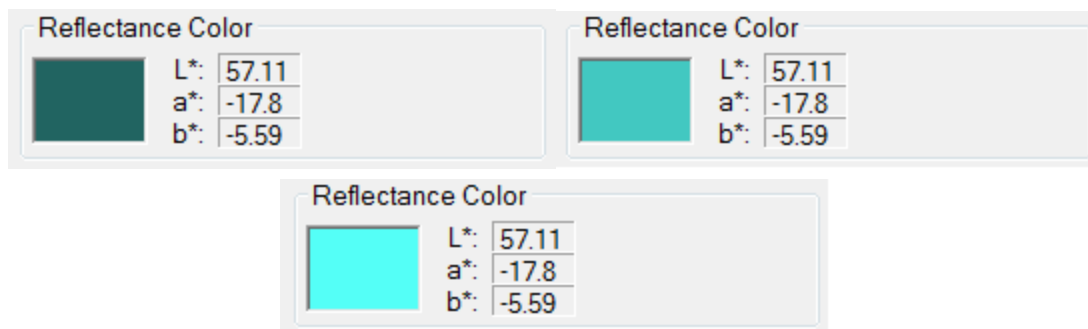 Reflectance Color
L*: 57.11
a*: -17.8
b*: -5.59
Reflectance Color
L*: 57.11
a*: -17.8
b*: -5.59
Reflectance Color
L*: 57.11
a*: -17.8
b*: -5.59